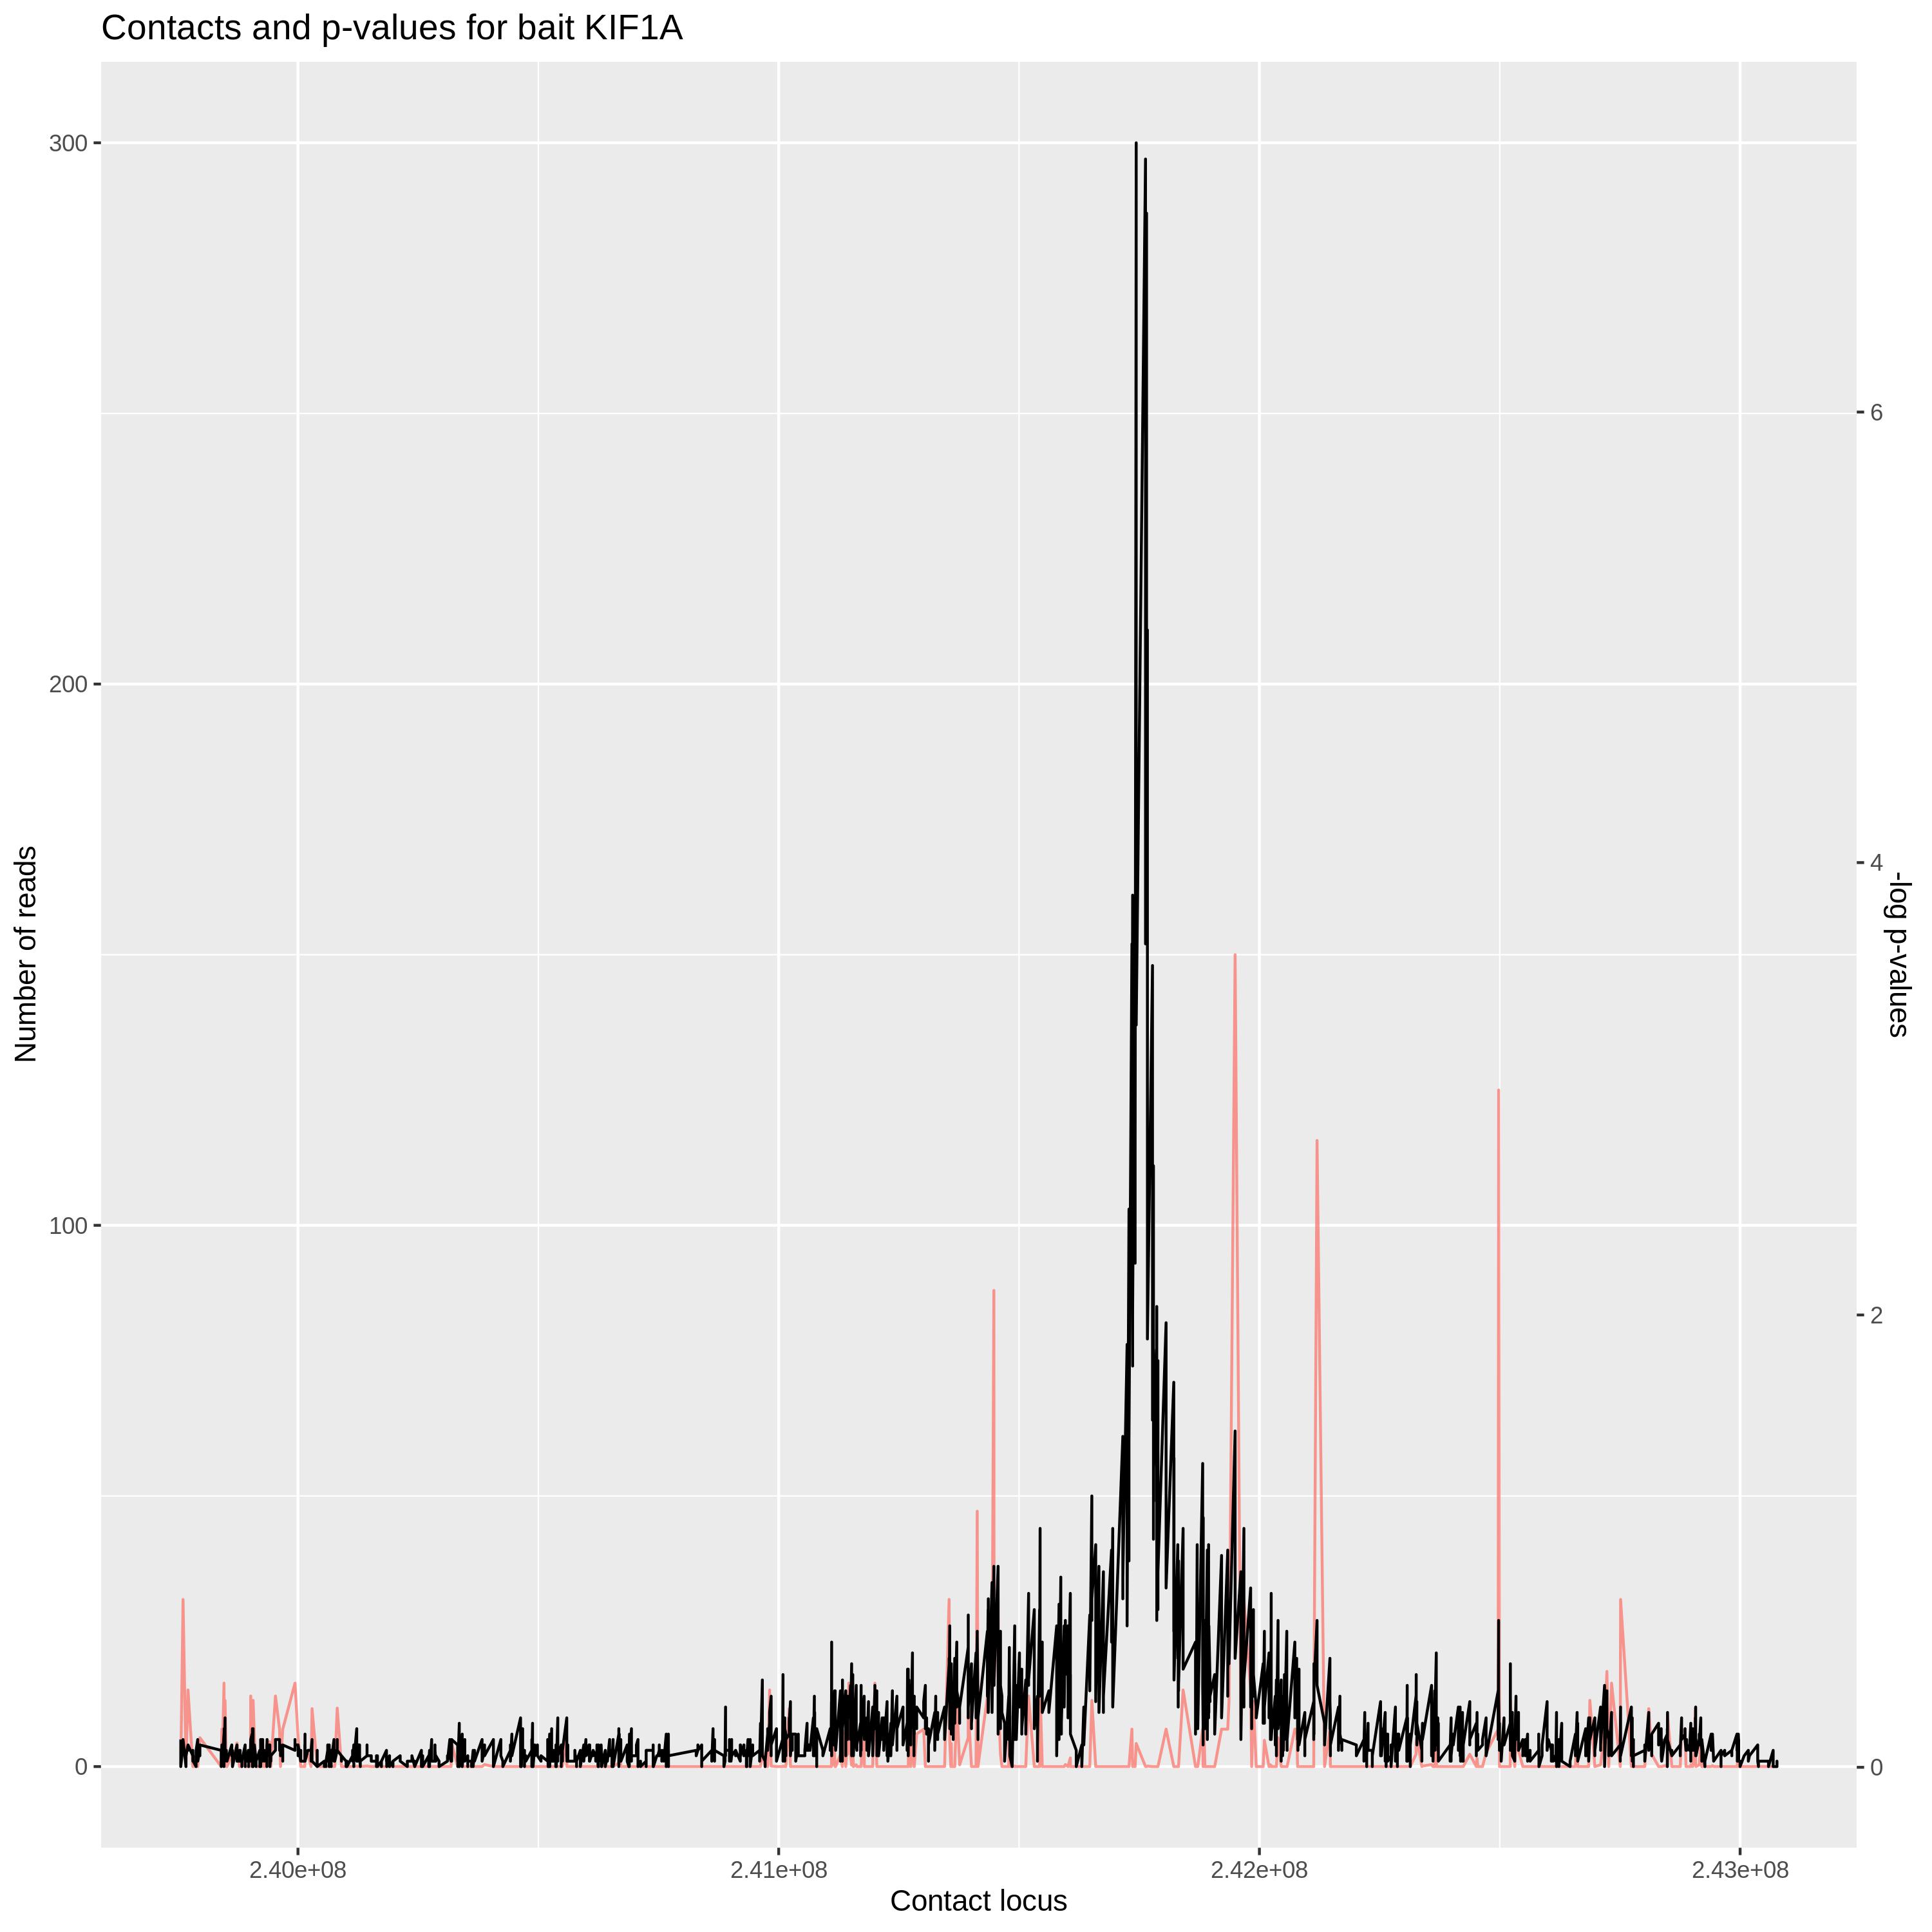 Contacts and p-values for bait KIF1A
Number of reads
300
200
100
0
6
4
2
0
-log p-values
2.40e+08 2.41e+08 2.42e+08 2.43e+08
Contact locus